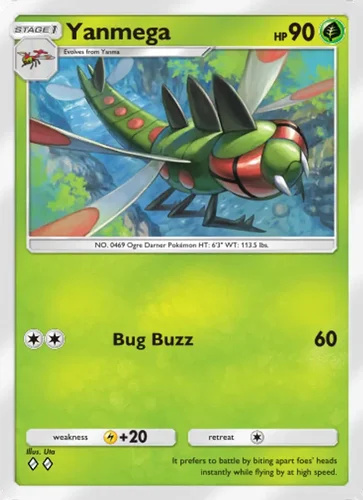 STAGE 1
Yanmega
HP 90
Evolves from Yanma
NO. 0469 Ogre Darner Pokémon HT: 6'3" WT: 113.5 lbs.
Bug Buzz 60
weakness +20 retreat
Illus. Uta
It prefers to battle by biting apart foes' heads
instantly while flying by at high speed.